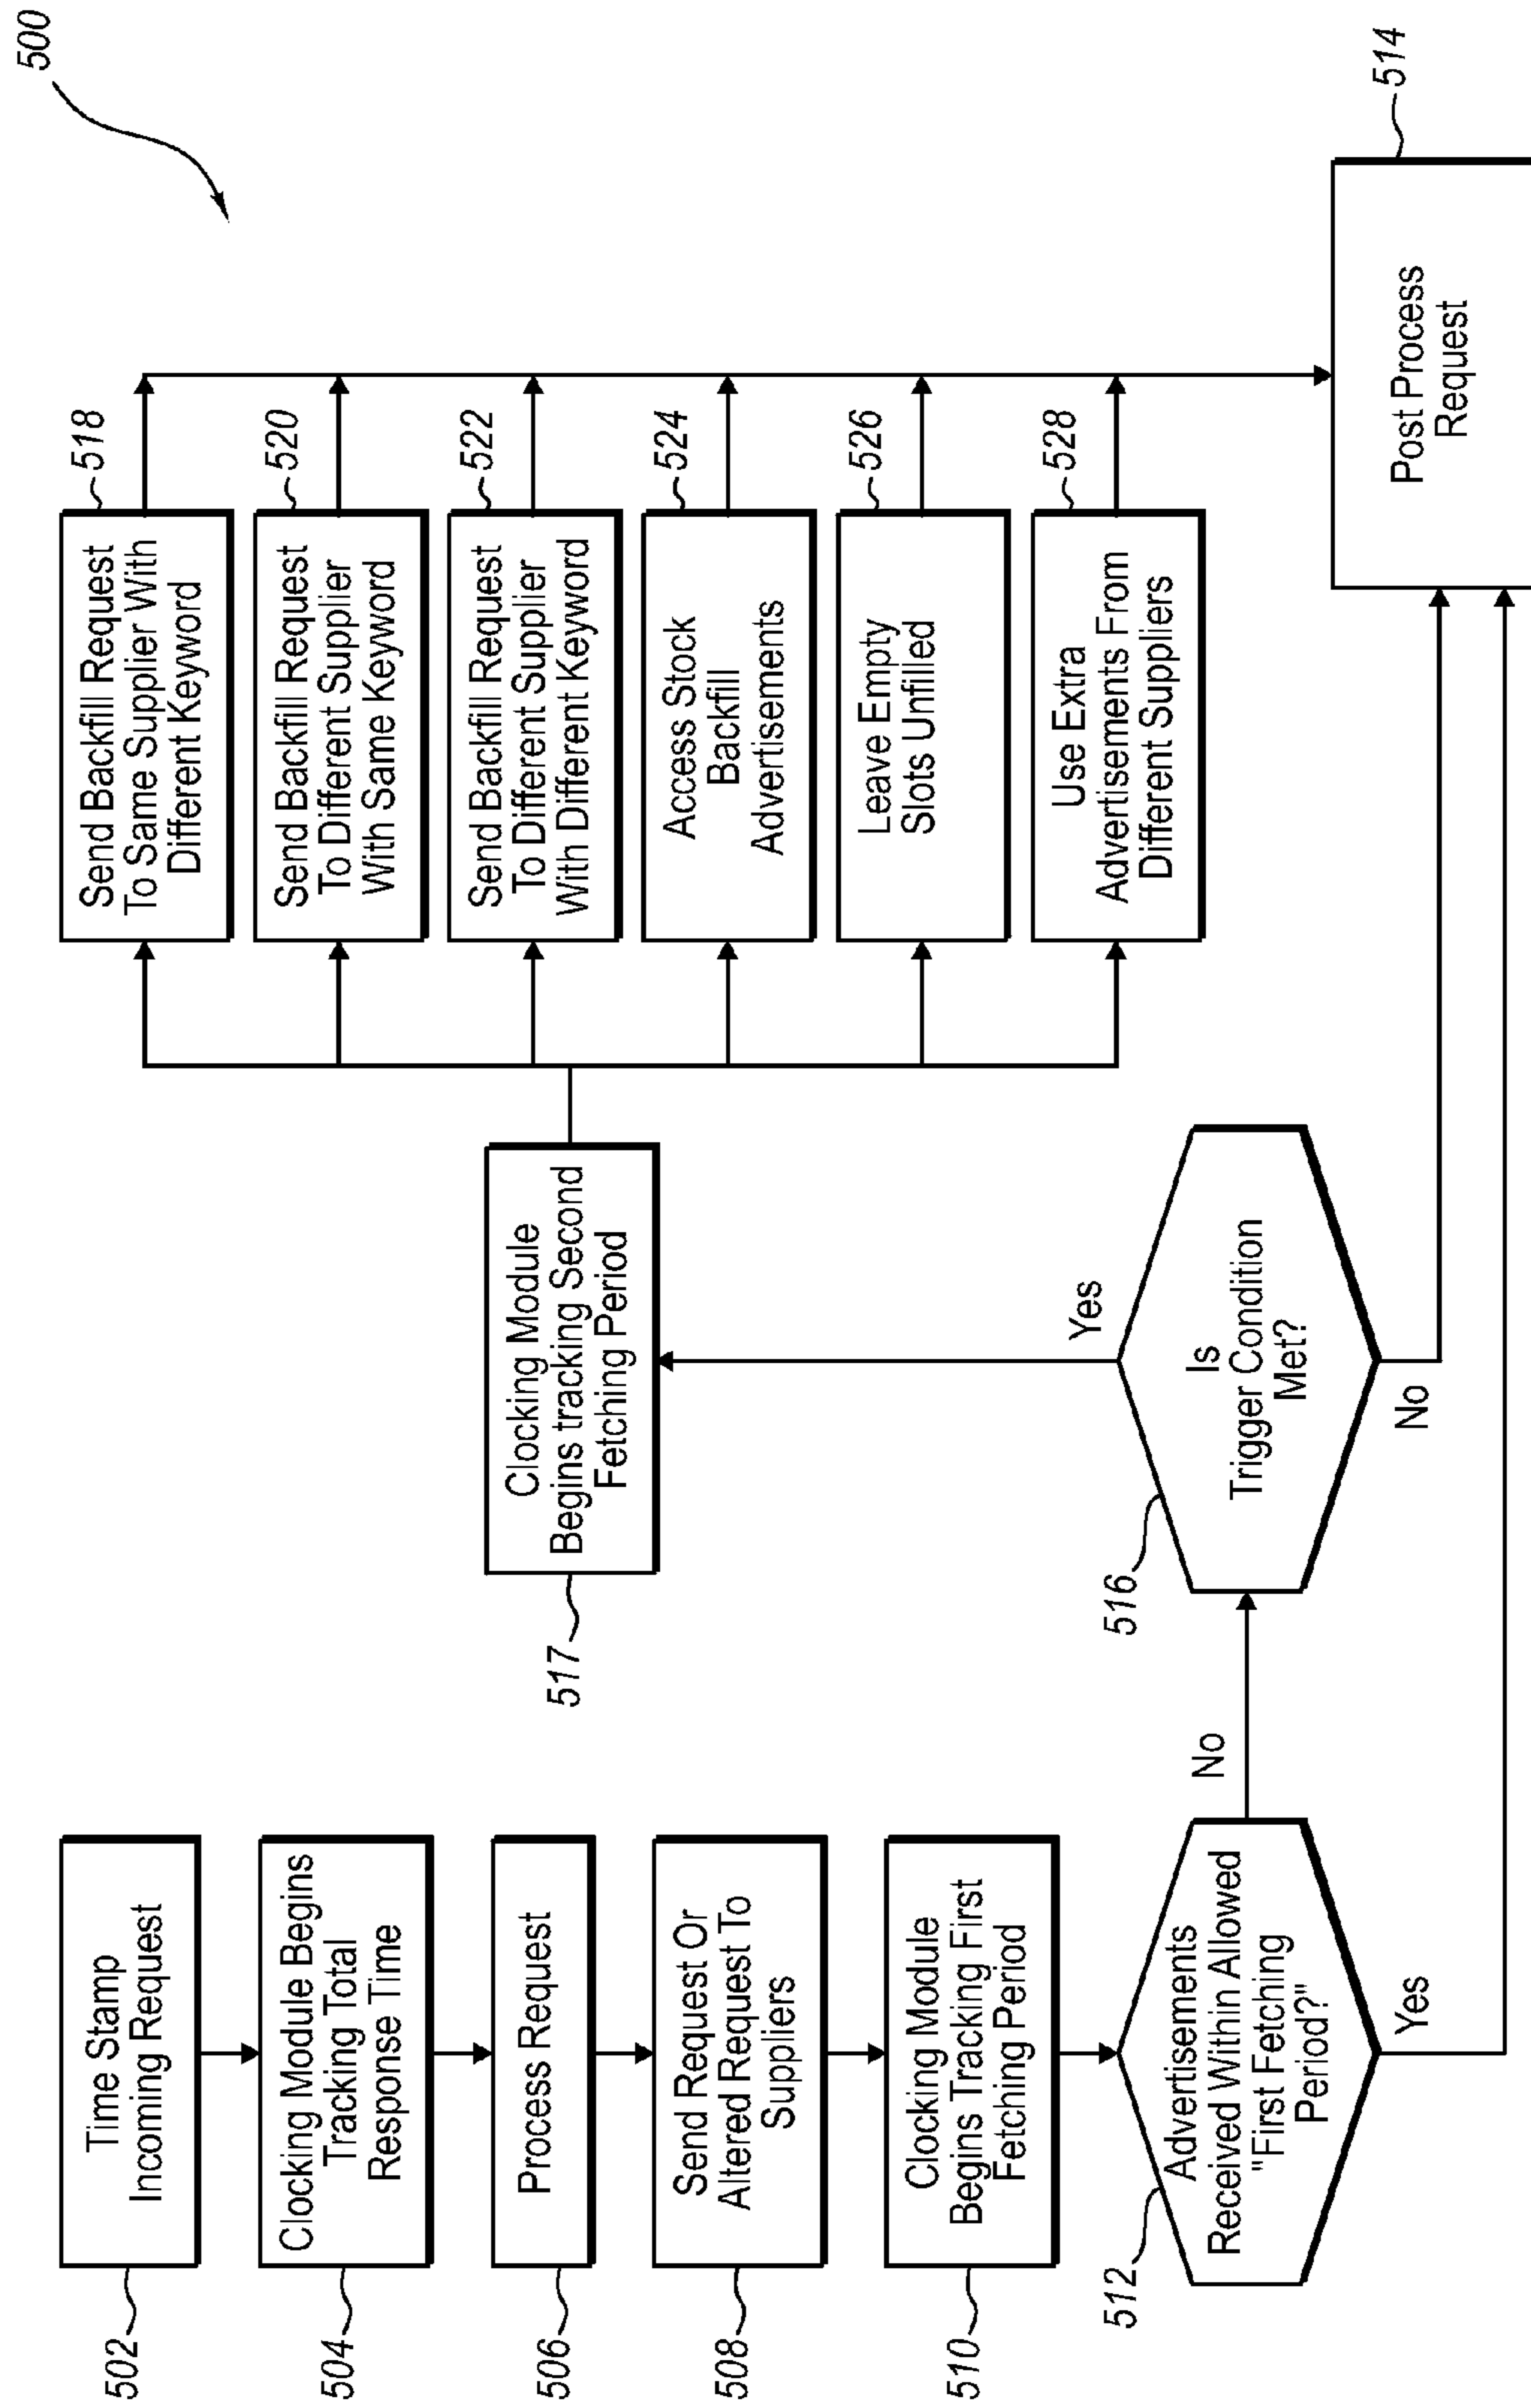 500
502
Time Stamp
Incoming Request
504
Clocking Module Begins
Tracking Total
Response Time
506
Process Request
508
Send Request Or
Altered Request To
Suppliers
510
Clocking Module
Begins Tracking First
Fetching Period
512
Advertisements
Received Within Allowed
"First Fetching
Period?"
No
Yes
516
Is
Trigger Condition
Met?
Yes
No
517
Clocking Module
Begins tracking Second
Fetching Period
518
Send Backfill Request
To Same Supplier With
Different Keyword
520
Send Backfill Request
To Different Supplier
With Same Keyword
522
Send Backfill Request
To Different Supplier
With Different Keyword
524
Access Stock
Backfill
Advertisements
526
Leave Empty
Slots Unfilled
528
Use Extra
Advertisements From
Different Suppliers
514
Post Process
Request